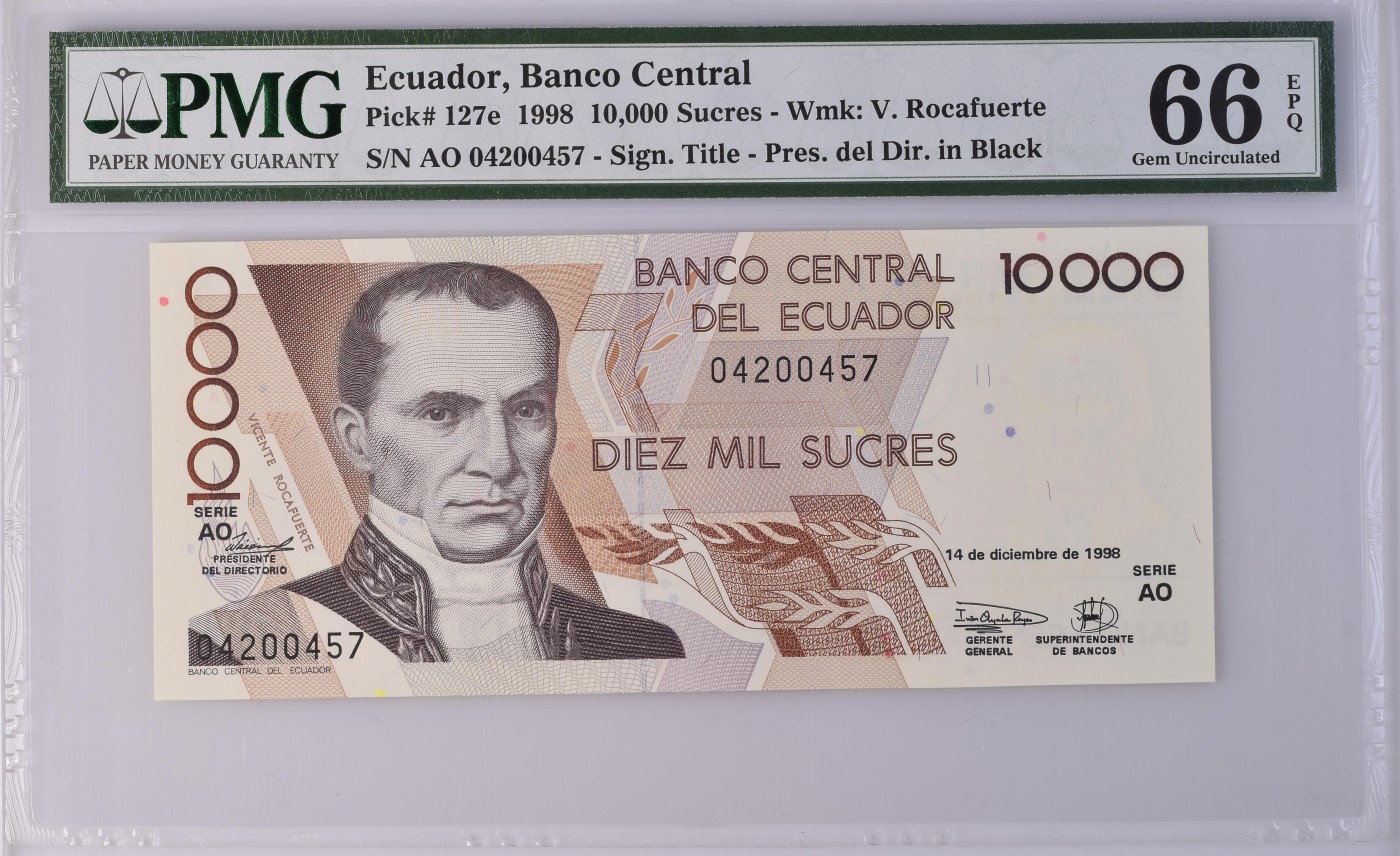 PMG
PAPER MONEY GUARANTY
Ecuador, Banco Central
Pick# 127e 1998 10,000 Sucres - Wmk: V. Rocafuerte
S/N AO 04200457 - Sign. Title - Pres. del Dir. in Black
66
EPQ
Gem Uncirculated
BANCO CENTRAL
DEL ECUADOR
10000
04200457
DIEZ MIL SUCRES
10000
VICENTE ROCAFUERTE
SERIE
AO
PRESIDENTE
DEL DIRECTORIO
04200457
BANCO CENTRAL DEL ECUADOR
14 de diciembre de 1998
SERIE
AO
GERENTE
GENERAL
SUPERINTENDENTE
DE BANCOS